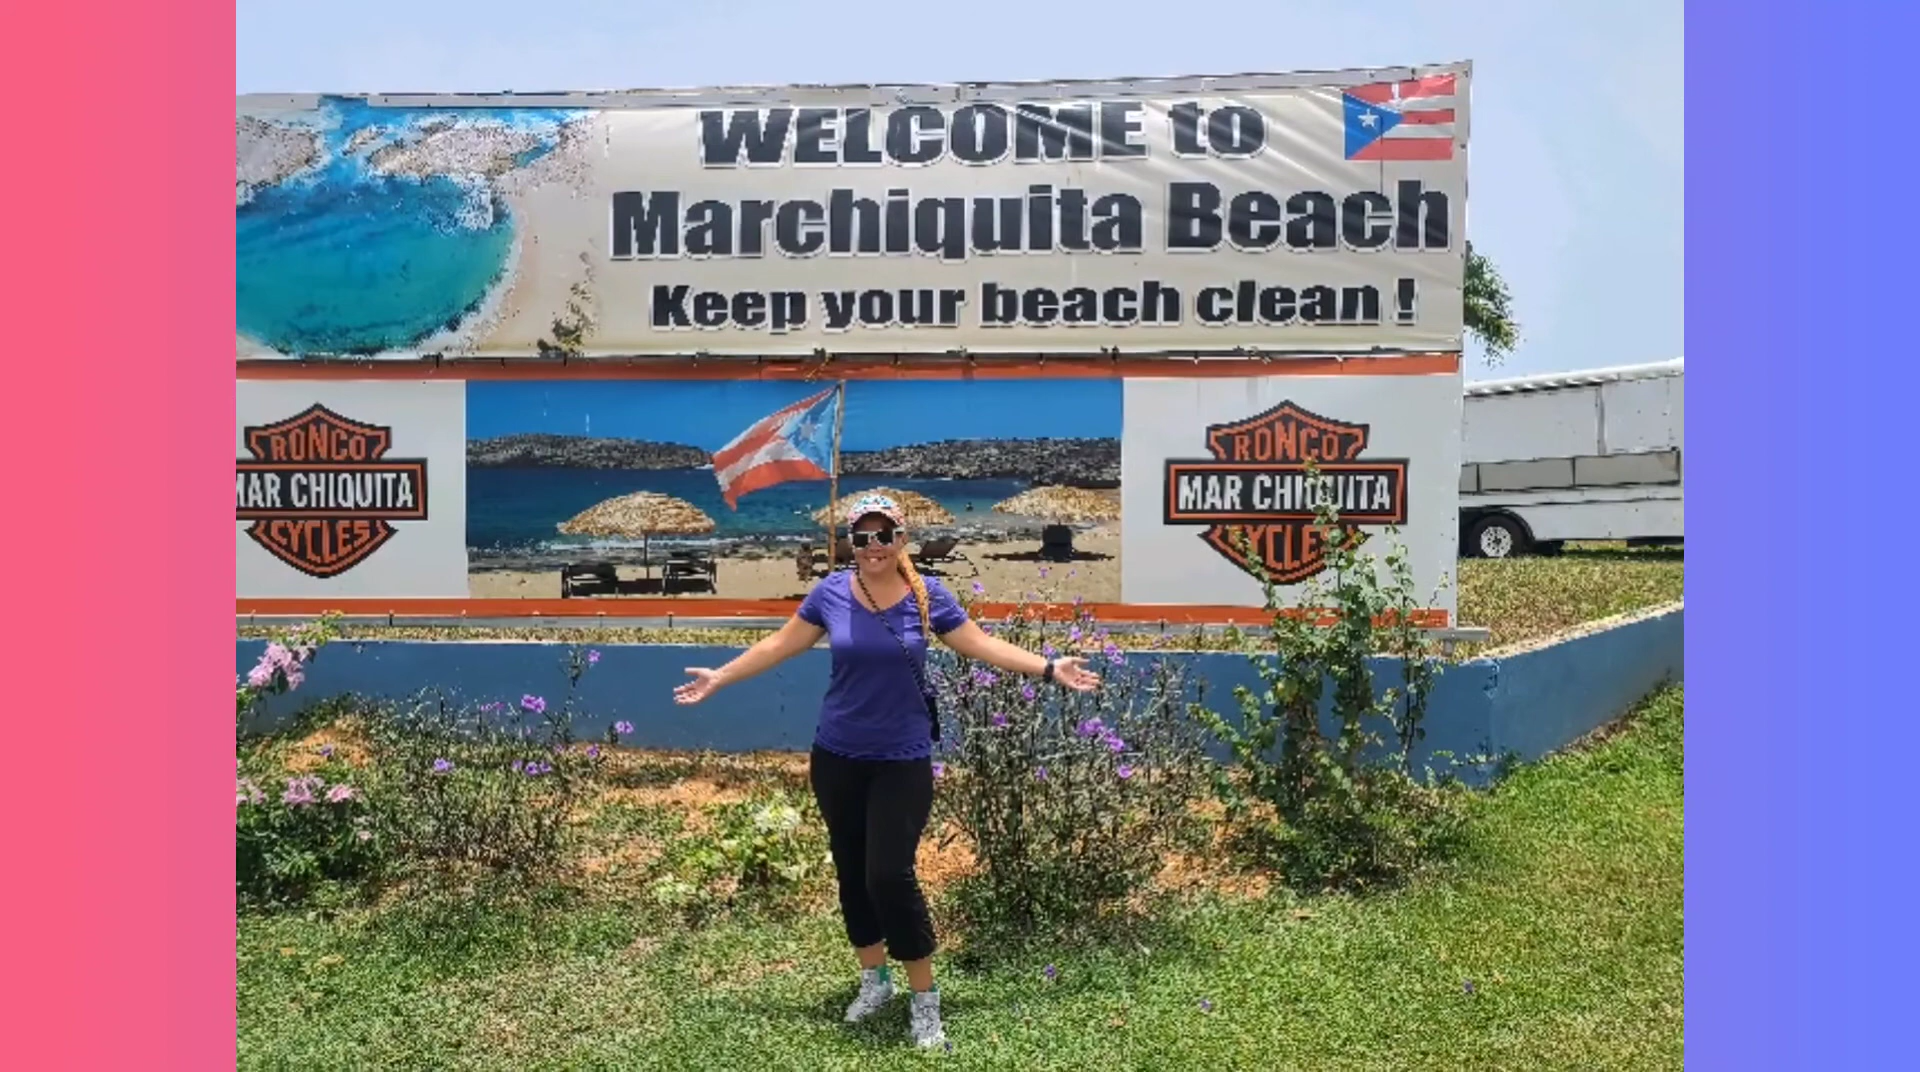 WELCOME to
Marchiquita Beach
Keep your beach clean !
RONCO
MAR CHIQUITA
CYCLES
RONCO
MAR CHIQUITA
CYCLES